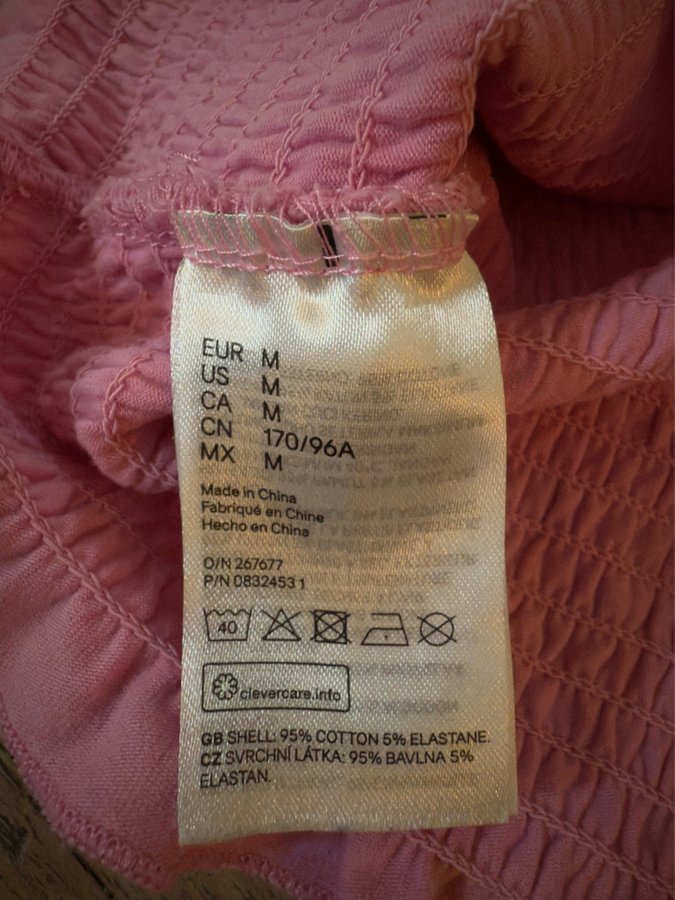 EUR M
US M
CA M
CN 170/96A
MX M
Made in China
Fabriqué en Chine
Hecho en China
O/N 267677
P/N 0832453 1
40
clevercare.info
GB SHELL: 95% COTTON 5% ELASTANE.
CZ SVRCHNÍ LÁTKA: 95% BAVLNA 5%
ELASTAN.